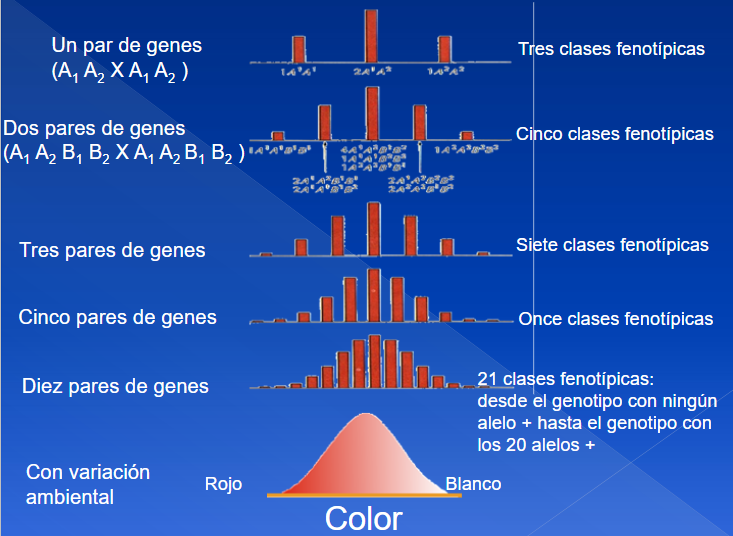 Un par de genes
(A₁ A₂ X A₁ A₂ )
1A¹A¹ 2A¹A² 1A²A²
Tres clases fenotípicas
Dos pares de genes
(A₁ A₂ B₁ B₂ X A₁ A₂ B₁ B₂ )
Cinco clases fenotípicas
Tres pares de genes
Siete clases fenotípicas
Cinco pares de genes
Once clases fenotípicas
Diez pares de genes
21 clases fenotípicas:
desde el genotipo con ningún
alelo + hasta el genotipo con
los 20 alelos +
Con variación
ambiental
Rojo
Blanco
Color